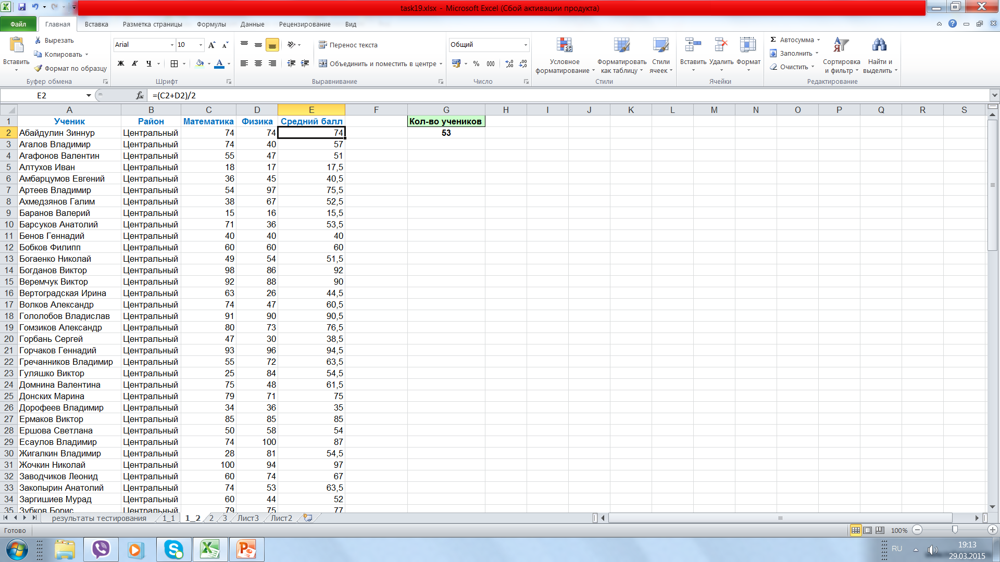 task19.xlsx - Microsoft Excel (Сбой активации продукта)
Файл Главная Вставка Разметка страницы Формулы Данные Рецензирование Вид
Вставить
Вырезать
Копировать
Формат по образцу
Буфер обмена
Arial 10
Ж К Ч
Шрифт
Перенос текста
Объединить и поместить в центре
Выравнивание
Общий
% 000
Число
Условное форматирование
Форматировать как таблицу
Стили ячеек
Стили
Вставить Удалить Формат
Ячейки
Σ Автосумма
Заполнить
Очистить
Сортировка и фильтр
Найти и выделить
Редактирование
E2 fx =(C2+D2)/2
A B C D E F G H I J K L M N O P Q R S
1 Ученик Район Математика Физика Средний балл Кол-во учеников
2 Абайдулин Зиннур Центральный 74 74 74 53
3 Агалов Владимир Центральный 74 40 57
4 Агафонов Валентин Центральный 55 47 51
5 Алтухов Иван Центральный 18 17 17,5
6 Амбарцумов Евгений Центральный 36 45 40,5
7 Артеев Владимир Центральный 54 97 75,5
8 Ахмедзянов Галим Центральный 38 67 52,5
9 Баранов Валерий Центральный 15 16 15,5
10 Барсуков Анатолий Центральный 71 36 53,5
11 Бенов Геннадий Центральный 40 40 40
12 Бобков Филипп Центральный 60 60 60
13 Богаенко Николай Центральный 49 54 51,5
14 Богданов Виктор Центральный 98 86 92
15 Веремчук Виктор Центральный 92 88 90
16 Вертоградская Ирина Центральный 63 26 44,5
17 Волков Александр Центральный 74 47 60,5
18 Гололобов Владислав Центральный 91 90 90,5
19 Гомзиков Александр Центральный 80 73 76,5
20 Горбань Сергей Центральный 47 30 38,5
21 Горчаков Геннадий Центральный 93 96 94,5
22 Гречанников Владимир Центральный 55 72 63,5
23 Гуляшко Виктор Центральный 25 84 54,5
24 Домнина Валентина Центральный 75 48 61,5
25 Донских Марина Центральный 79 71 75
26 Дорофеев Владимир Центральный 34 36 35
27 Ермаков Виктор Центральный 85 85 85
28 Ершова Светлана Центральный 50 58 54
29 Есаулов Владимир Центральный 74 100 87
30 Жигалкин Владимир Центральный 28 81 54,5
31 Жочкин Николай Центральный 100 94 97
32 Заводчиков Леонид Центральный 60 74 67
33 Закопырин Анатолий Центральный 74 53 63,5
34 Заргишиев Мурад Центральный 60 44 52
35 Зубков Борис Центральный 79 75 77
результаты тестирования 1_1 1_2 2 3 Лист3 Лист2
Готово 100%
RU 19:13
29.03.2015